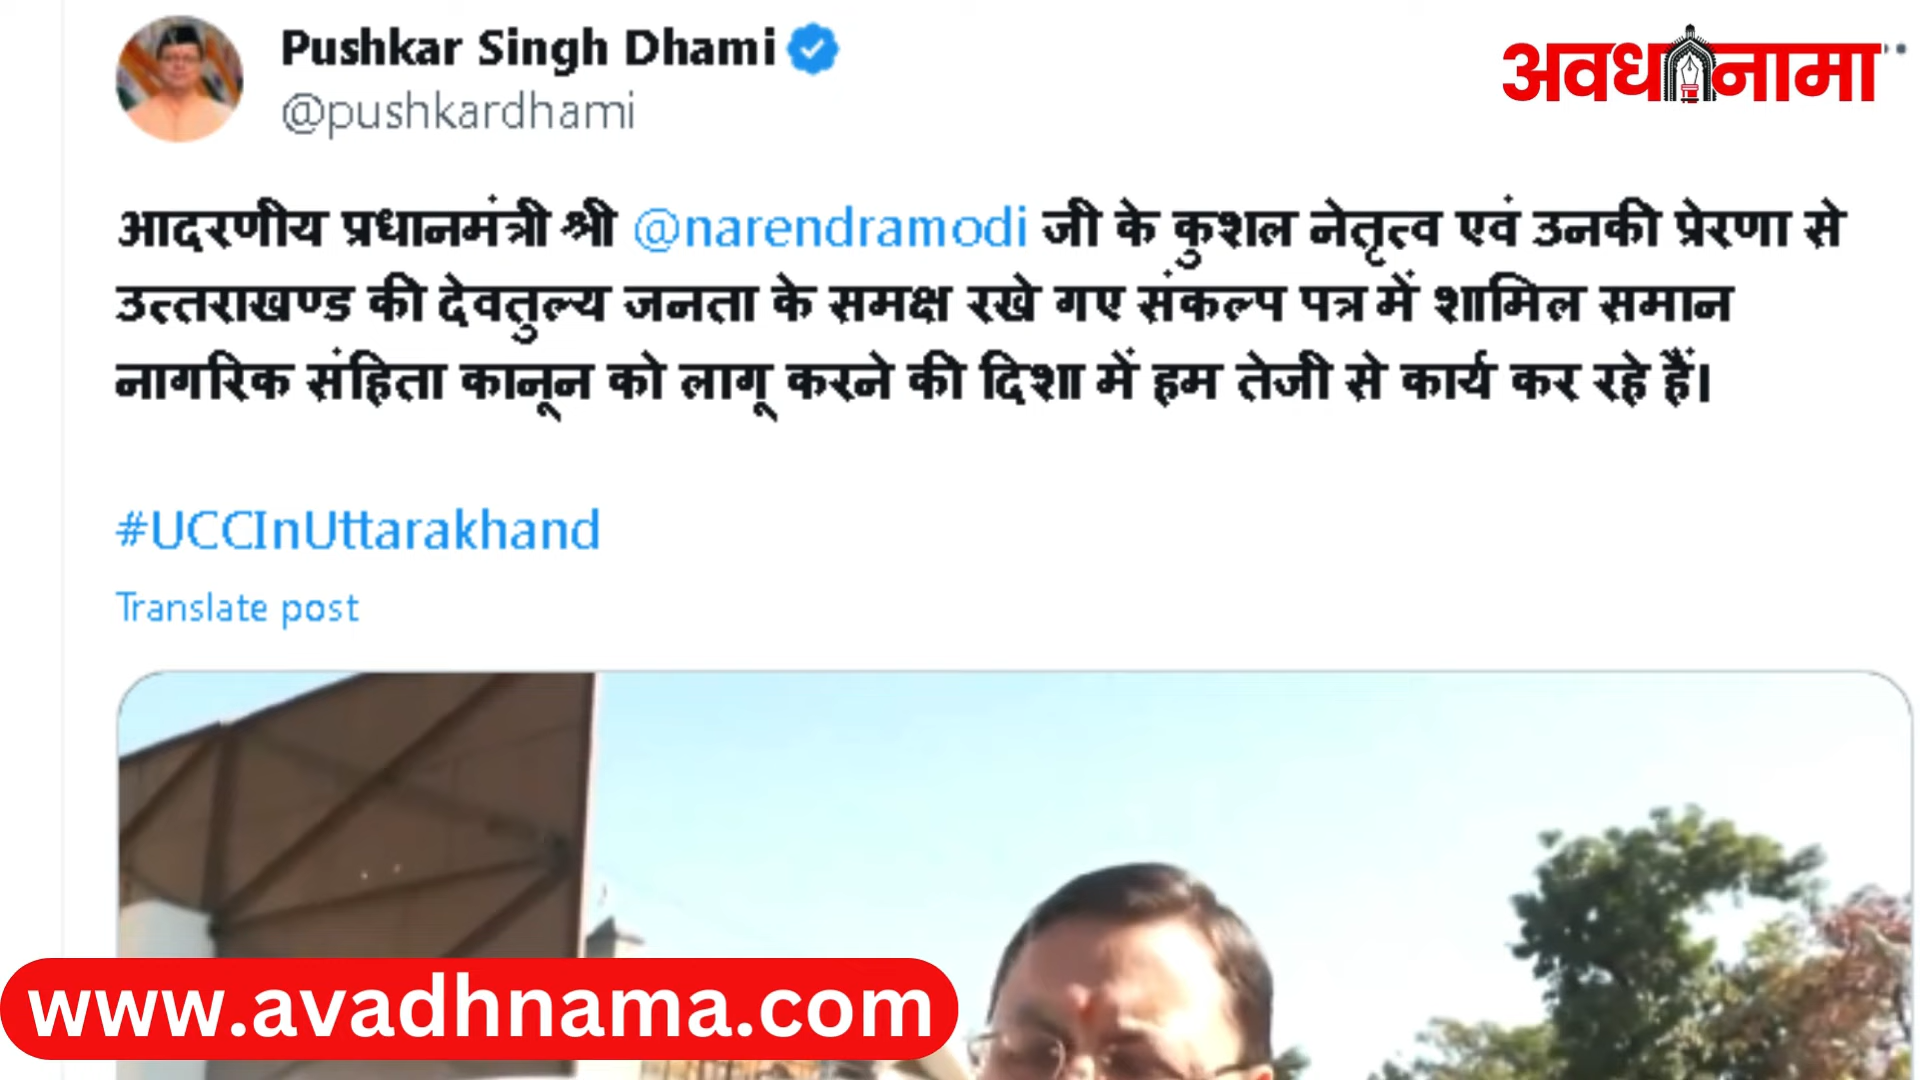 Pushkar Singh Dhami
@pushkardhami
अवधनामा
आदरणीय प्रधानमंत्री श्री @narendramodi जी के कुशल नेतृत्व एवं उनकी प्रेरणा से
उत्तराखण्ड की देवतुल्य जनता के समक्ष रखे गए संकल्प पत्र में शामिल समान
नागरिक संहिता कानून को लागू करने की दिशा में हम तेजी से कार्य कर रहे हैं।
#UCCInUttarakhand
Translate post
www.avadhnama.com